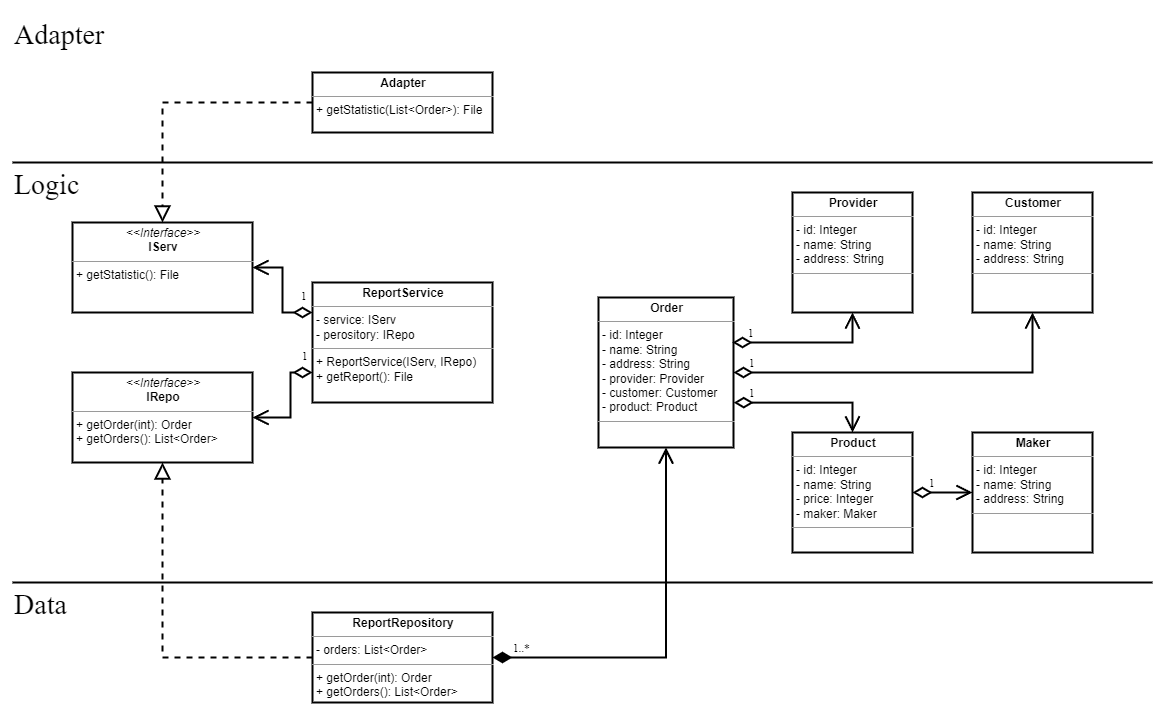 Adapter
Adapter
+ getStatistic(List<Order>): File
Logic
<<Interface>>
IServ
+ getStatistic(): File
1
ReportService
- service: IServ
- perository: IRepo
+ ReportService(IServ, IRepo)
+ getReport(): File
1
<<Interface>>
IRepo
+ getOrder(int): Order
+ getOrders(): List<Order>
Order
- id: Integer
- name: String
- address: String
- provider: Provider
- customer: Customer
- product: Product
1
1
1
Provider
- id: Integer
- name: String
- address: String
Customer
- id: Integer
- name: String
- address: String
Product
- id: Integer
- name: String
- price: Integer
- maker: Maker
1
Maker
- id: Integer
- name: String
- address: String
Data
ReportRepository
- orders: List<Order>
+ getOrder(int): Order
+ getOrders(): List<Order>
1..*